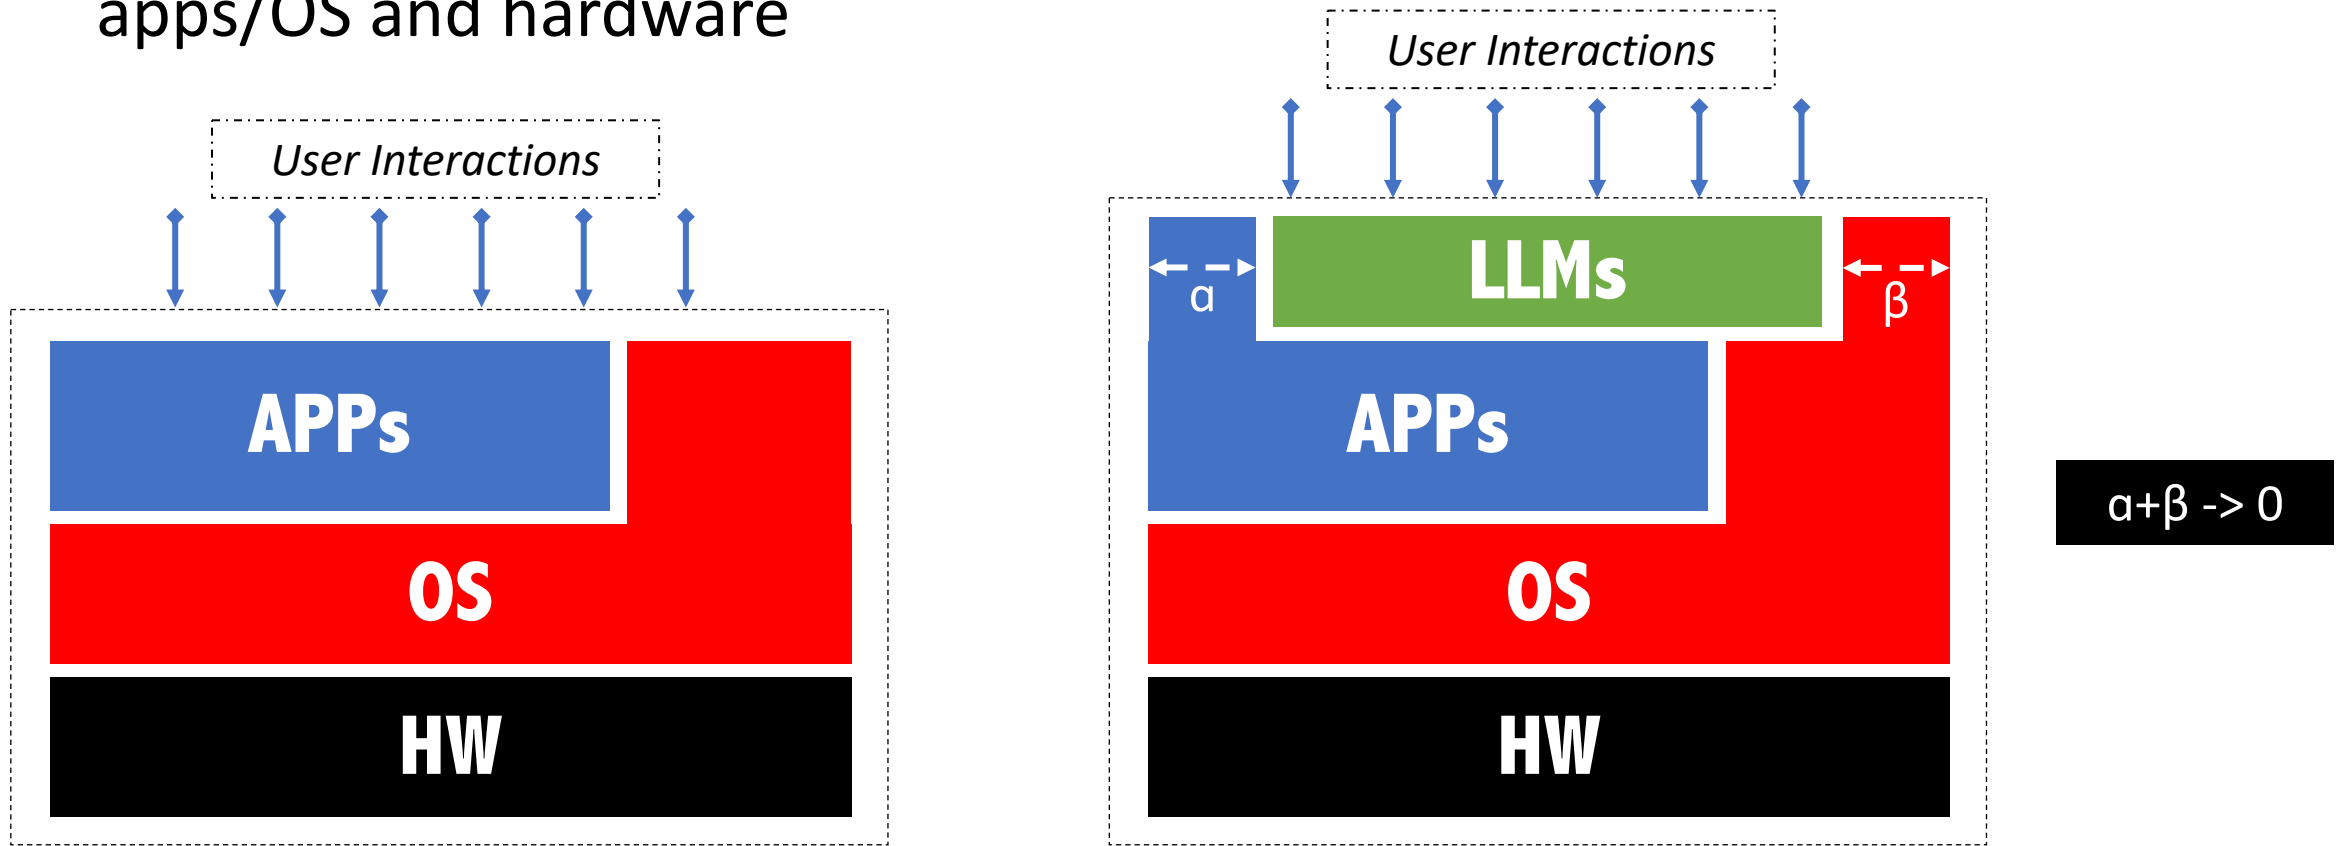 apps/OS and hardware
User Interactions
APPs
OS
HW
User Interactions
LLMs
α
β
APPs
OS
HW
α+β -> 0